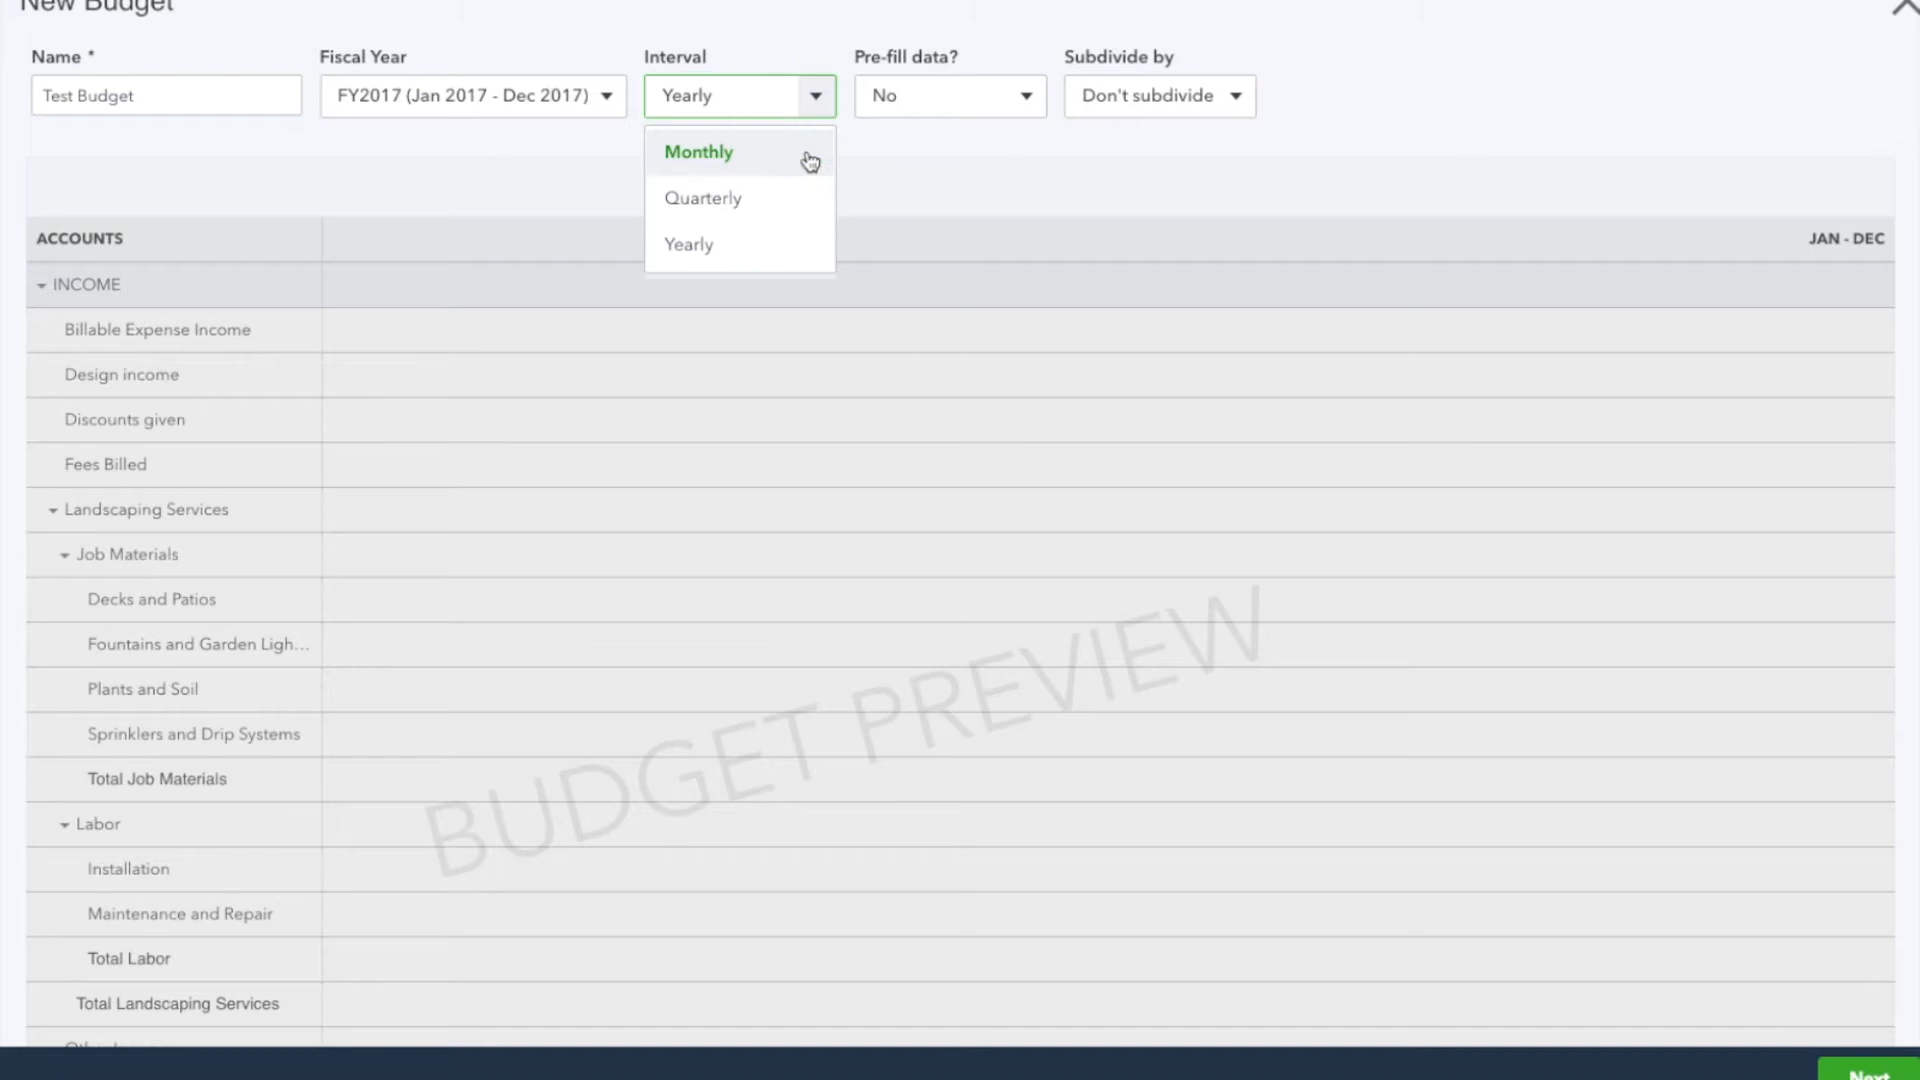 New Budget
Name * Fiscal Year Interval Pre-fill data? Subdivide by
Test Budget FY2017 (Jan 2017 - Dec 2017) Yearly No Don't subdivide
Monthly
Quarterly
Yearly
ACCOUNTS JAN - DEC
INCOME
Billable Expense Income
Design income
Discounts given
Fees Billed
Landscaping Services
Job Materials
Decks and Patios
Fountains and Garden Ligh...
Plants and Soil
Sprinklers and Drip Systems
Total Job Materials
Labor
Installation
Maintenance and Repair
Total Labor
Total Landscaping Services
BUDGET PREVIEW
Next